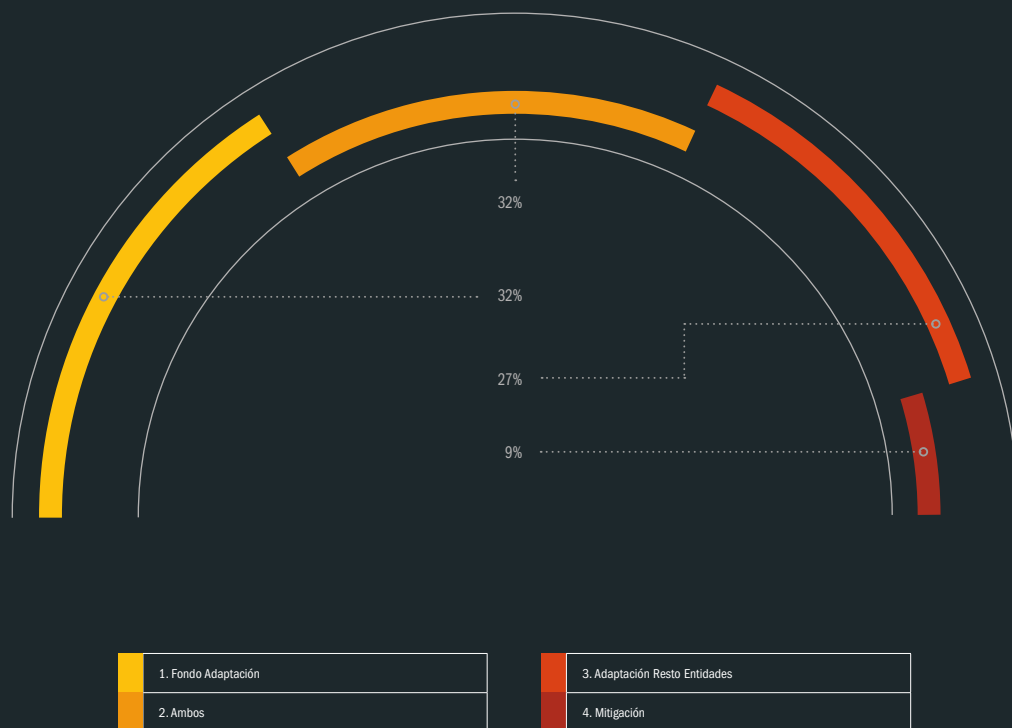 32%
32%
27%
9%
1. Fondo Adaptación
2. Ambos
3. Adaptación Resto Entidades
4. Mitigación